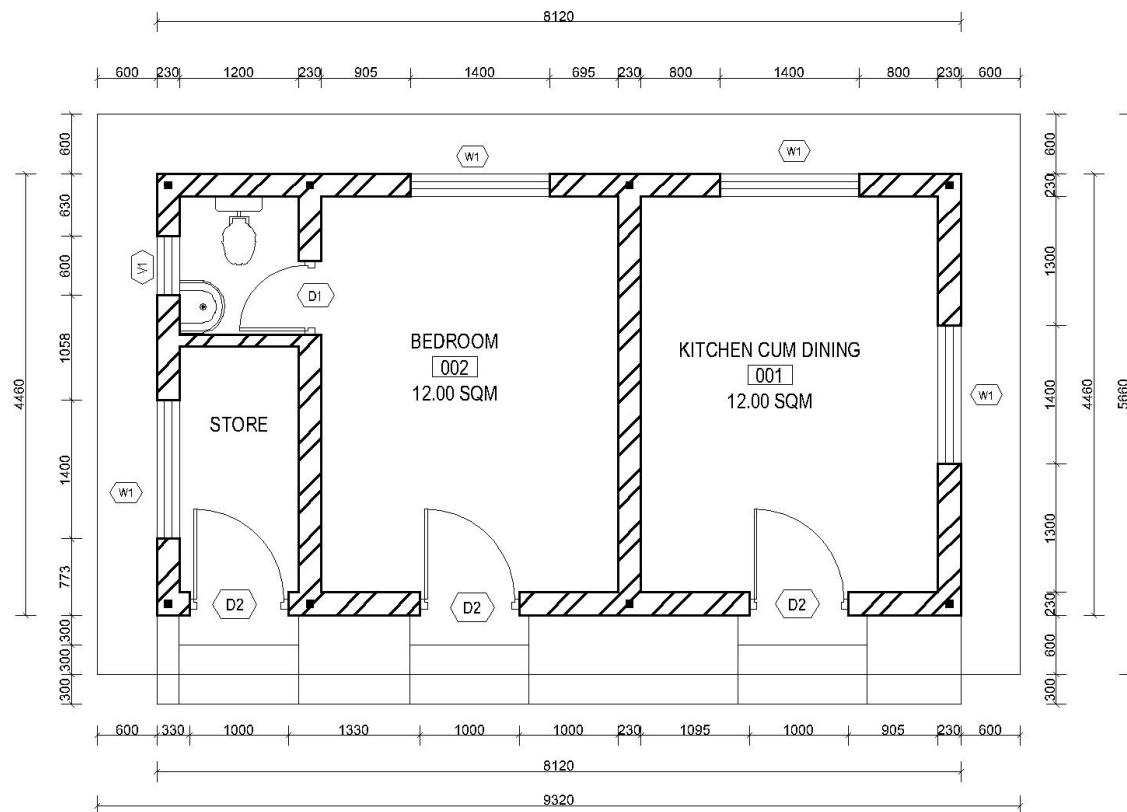 8120
600 230 1200 230 905 1400 695 230 800 1400 800 230 600
W1
W1
600
630
600
1058
1400
773
300
300
300
4460
V1
D1
W1
BEDROOM
002
12.00 SQM
KITCHEN CUM DINING
001
12.00 SQM
STORE
W1
D2
D2
D2
600
230
1300
1400
1300
230
600
300
4460
5660
600 330 1000 1330 1000 1000 230 1095 1000 905 230 600
8120
9320